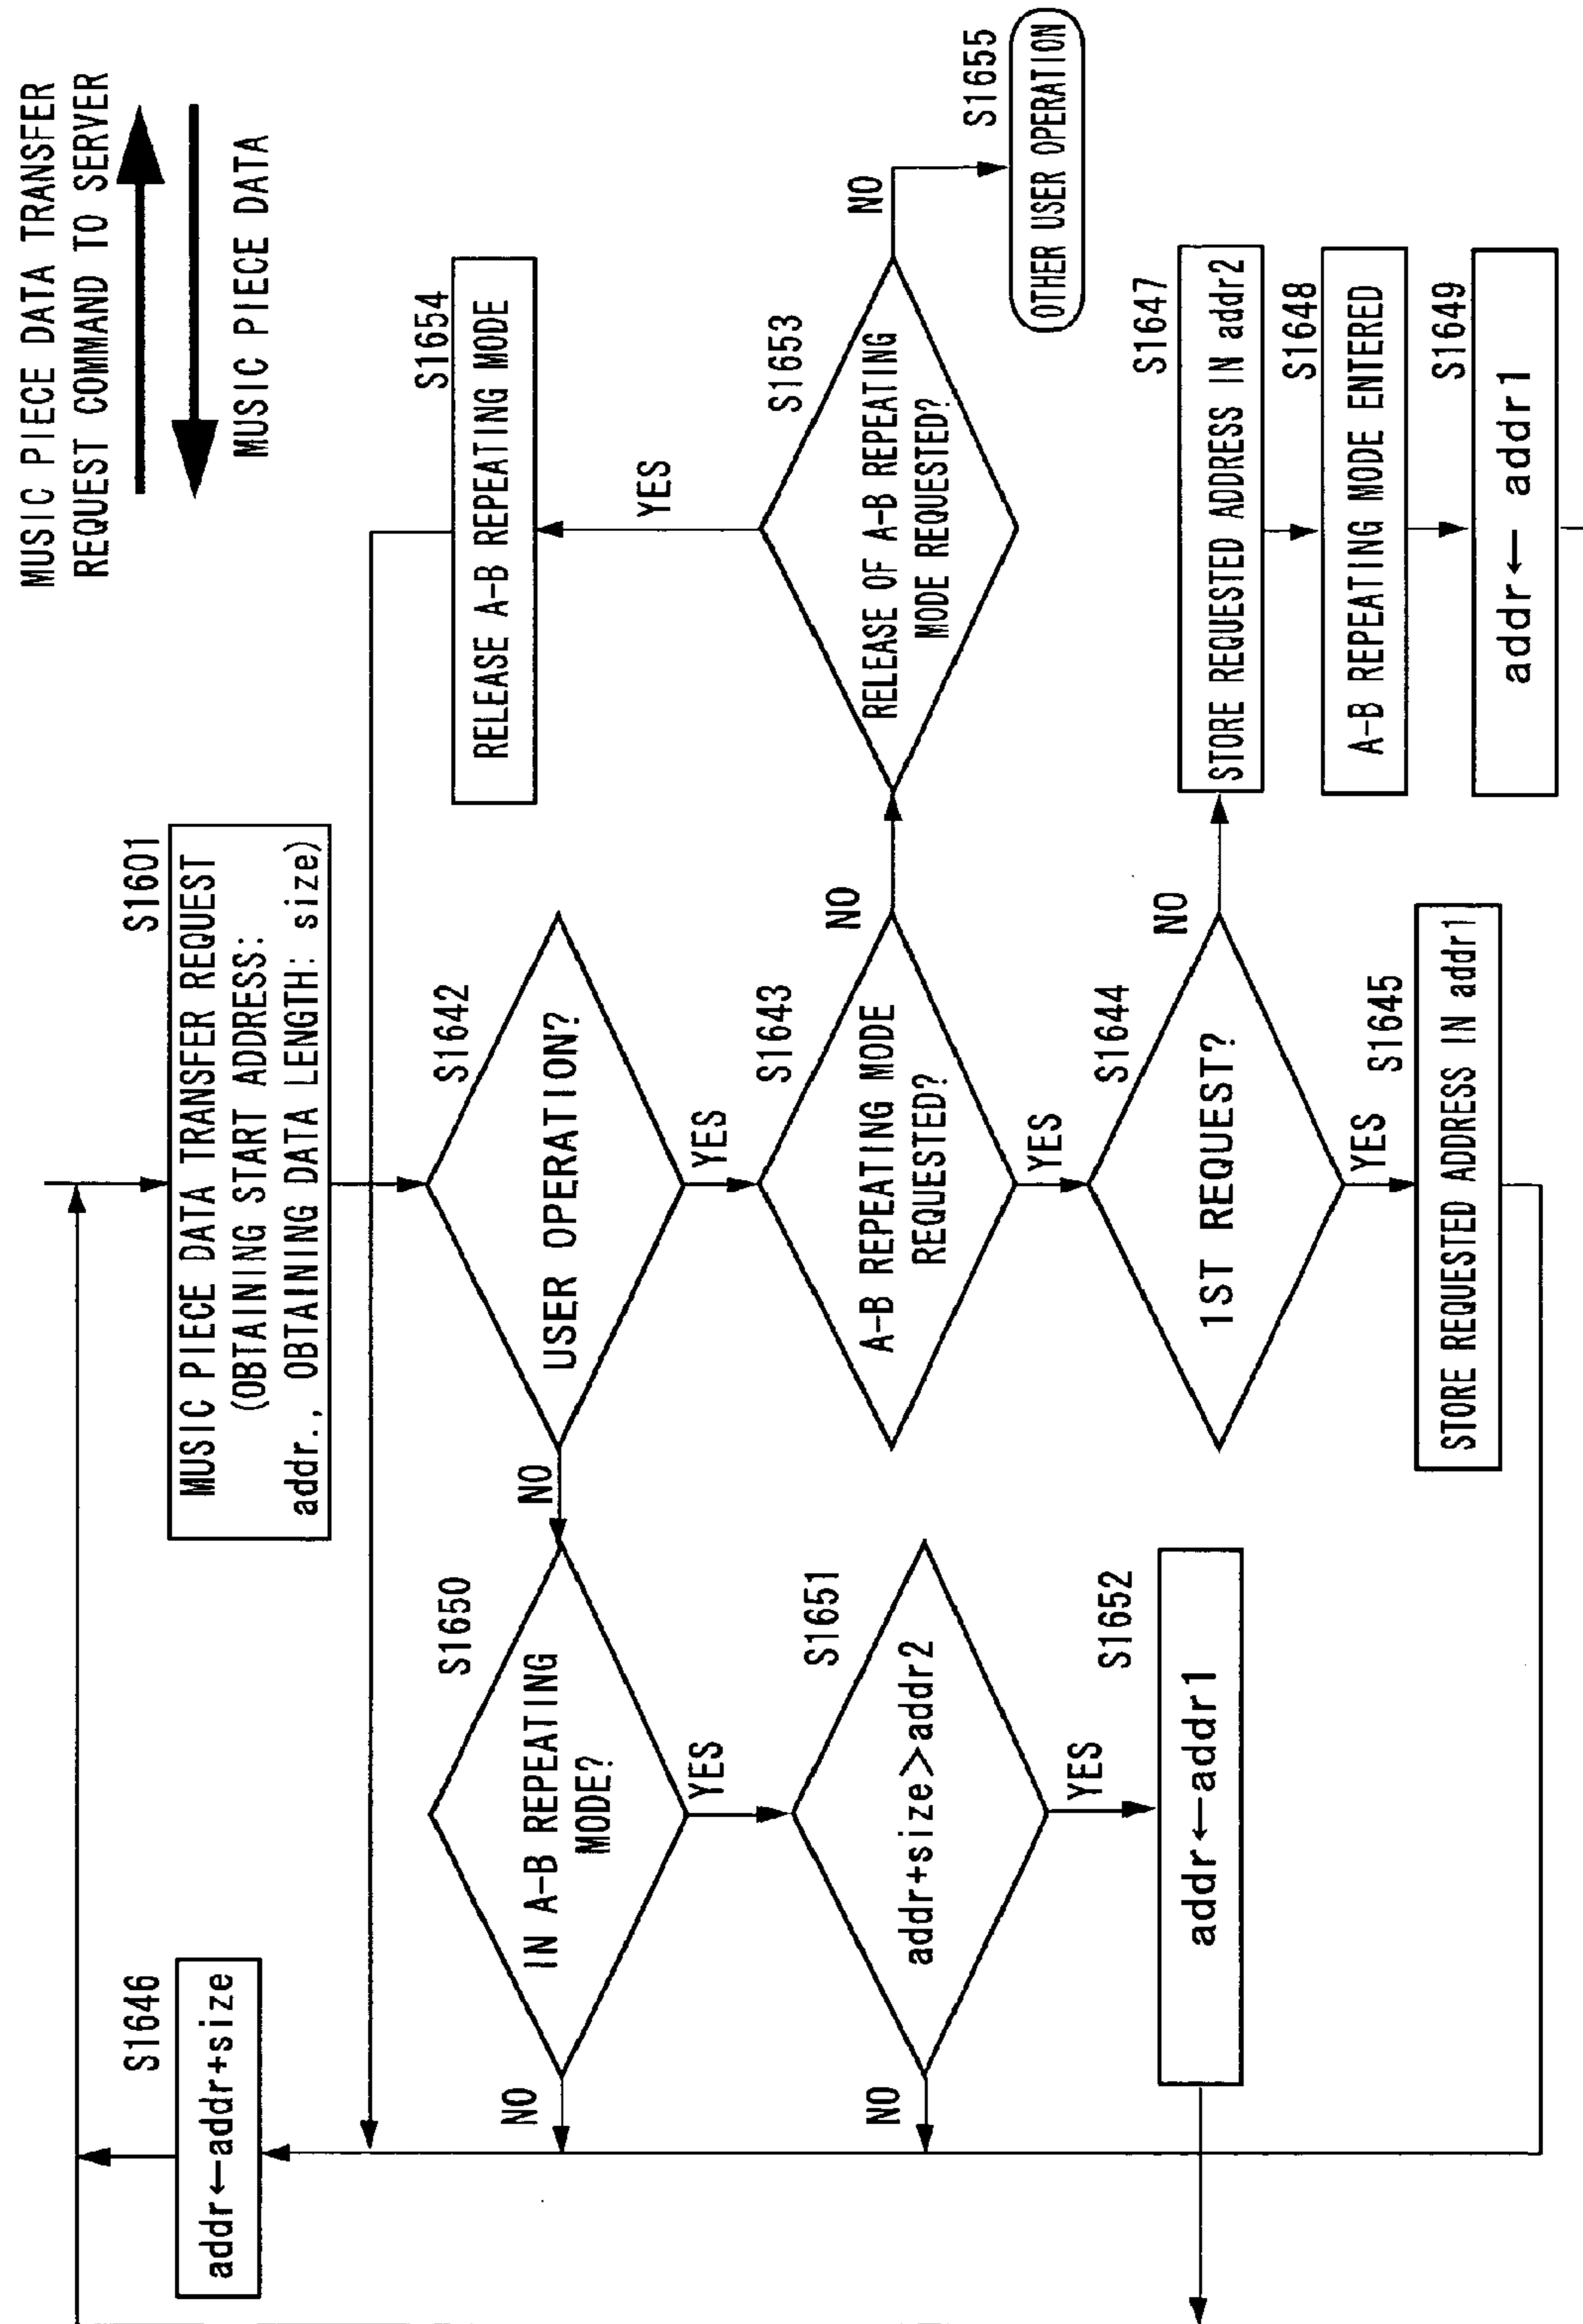 MUSIC PIECE DATA TRANSFER
REQUEST COMMAND TO SERVER
MUSIC PIECE DATA
S1601
MUSIC PIECE DATA TRANSFER REQUEST
(OBTAINING START ADDRESS:
addr., OBTAINING DATA LENGTH: size)
S1646
addr←addr+size
S1642
USER OPERATION?
NO
YES
S1650
IN A-B REPEATING
MODE?
NO
YES
S1654
RELEASE A-B REPEATING MODE
YES
S1643
A-B REPEATING MODE
REQUESTED?
NO
YES
S1653
RELEASE OF A-B REPEATING
MODE REQUESTED?
NO
S1655
OTHER USER OPERATION
S1651
addr+size>addr2
NO
YES
S1652
addr←addr1
S1644
1ST REQUEST?
NO
YES
S1645
STORE REQUESTED ADDRESS IN addr1
S1647
STORE REQUESTED ADDRESS IN addr2
S1648
A-B REPEATING MODE ENTERED
S1649
addr← addr1